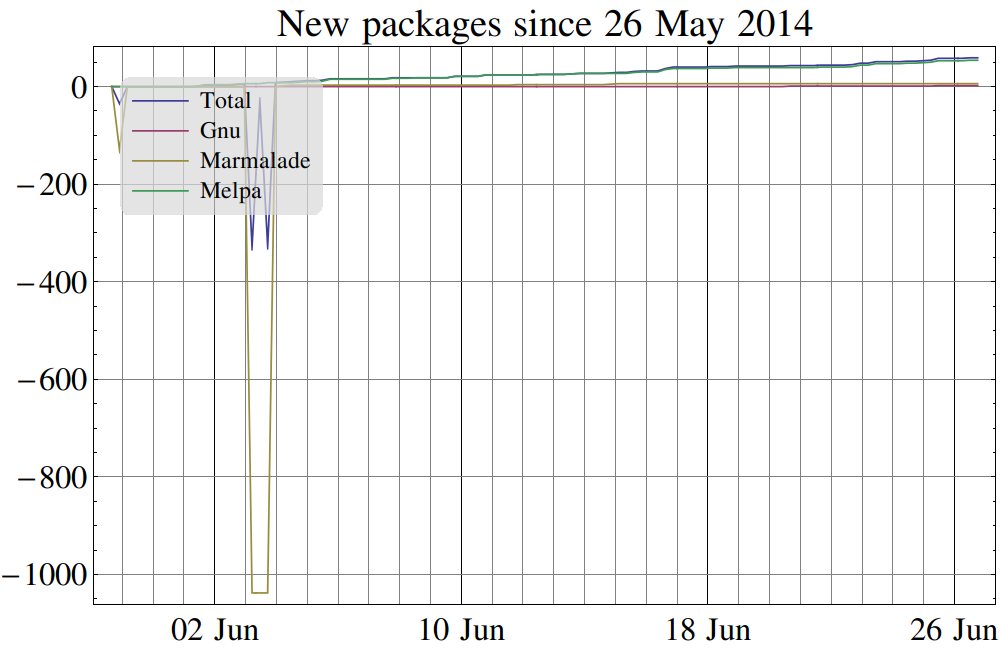 New packages since 26 May 2014
0
Total
Gnu
Marmalade
−200
Melpa
−400
−600
−800
−1000
02 Jun 10 Jun 18 Jun 26 Jun